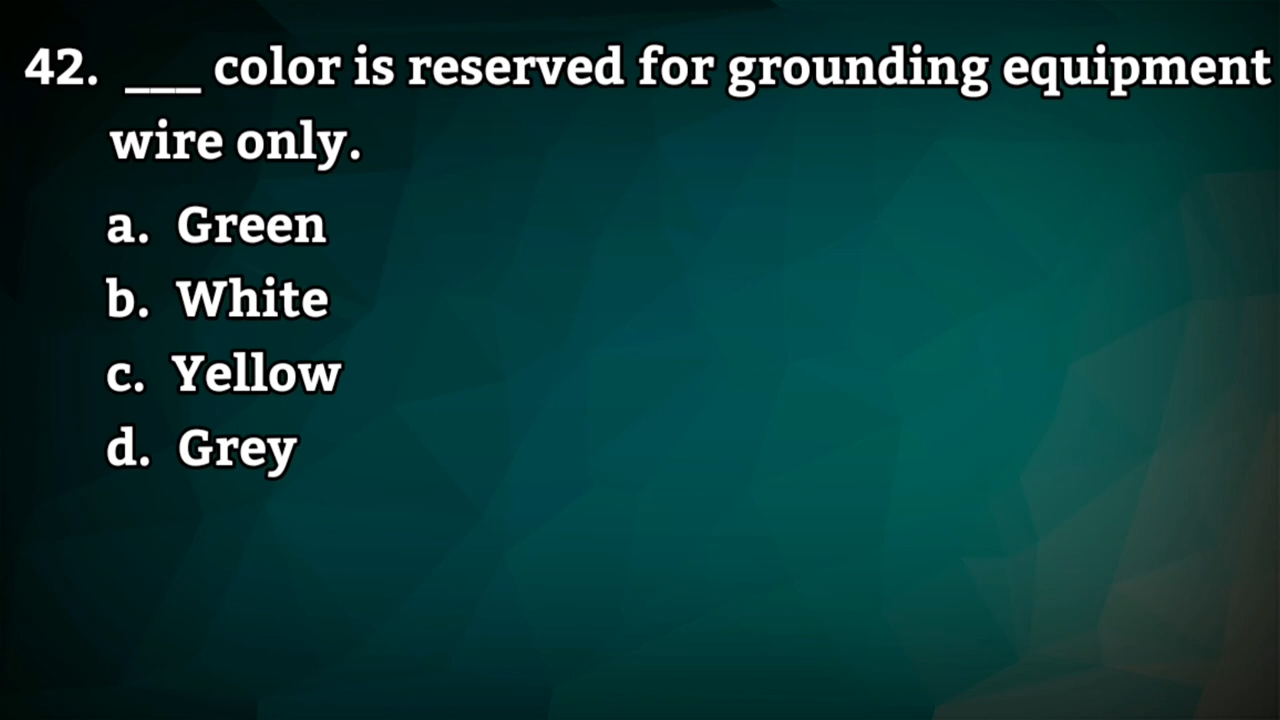 42. ___ color is reserved for grounding equipment
wire only.
a. Green
b. White
c. Yellow
d. Grey